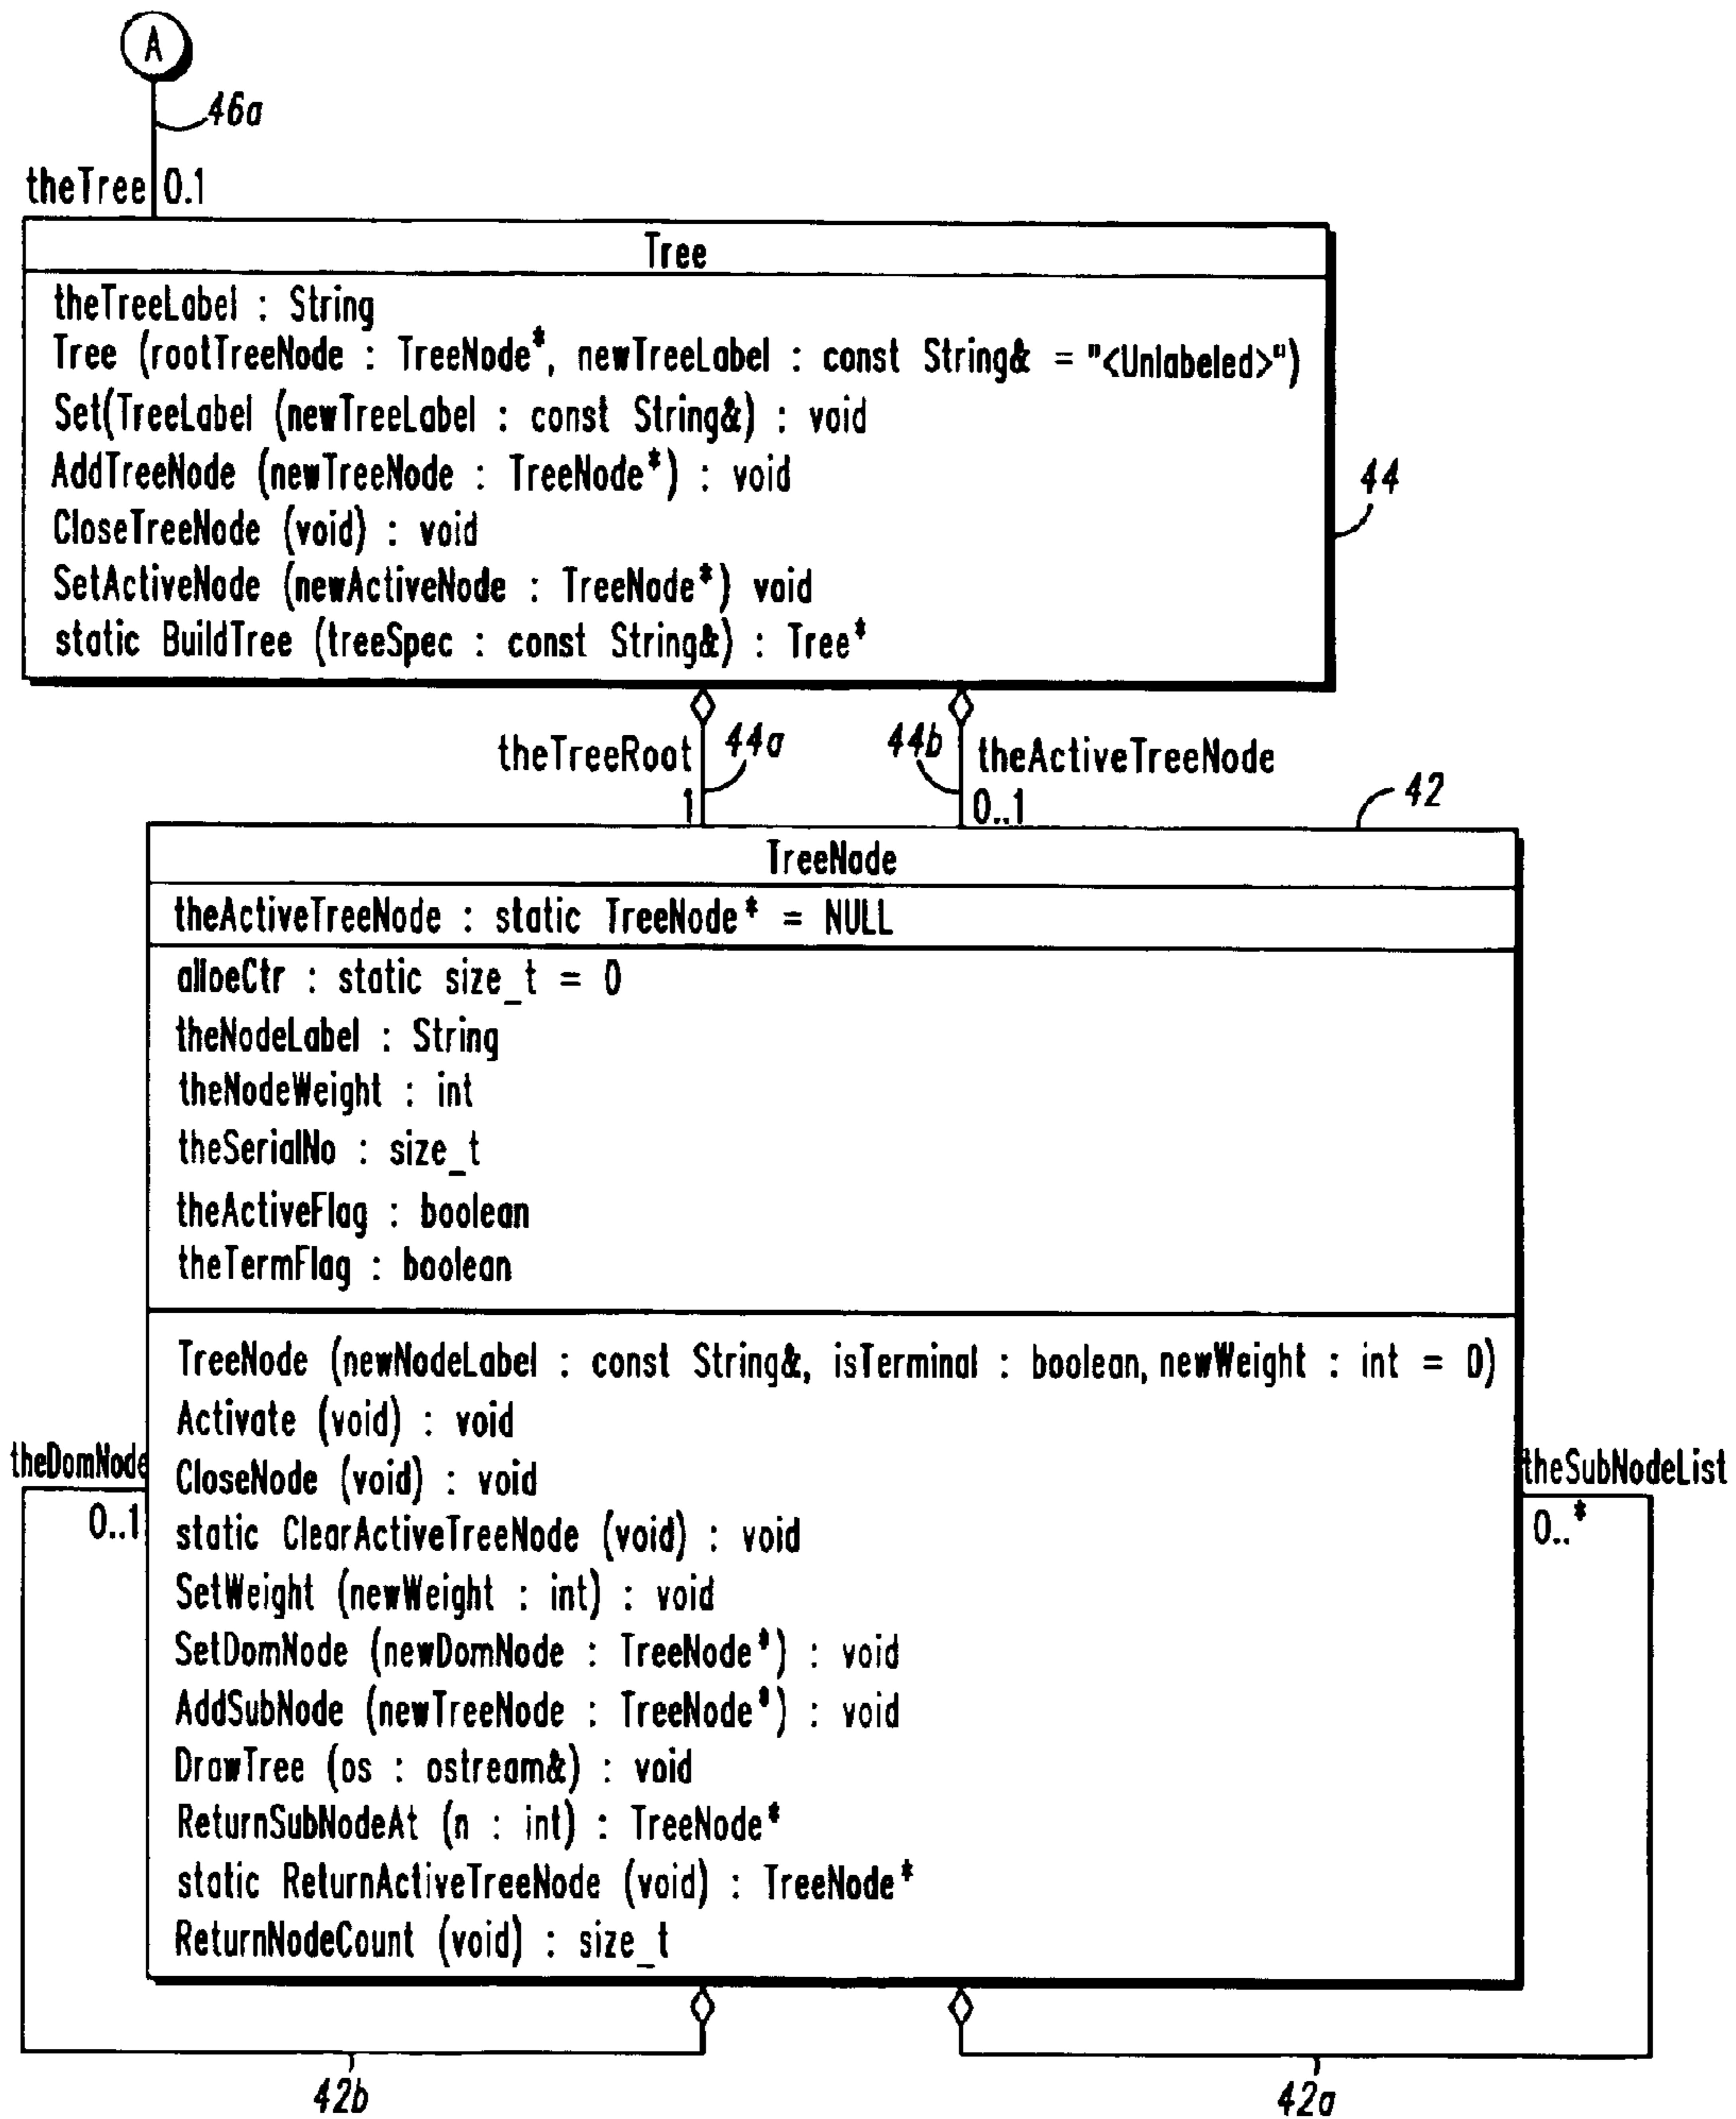 A
46a
theTree 0.1
Tree
theTreeLabel : String
Tree (rootTreeNode : TreeNode*, newTreeLabel : const String& = "<Unlabeled>")
Set(TreeLabel (newTreeLabel : const String&) : void
AddTreeNode (newTreeNode : TreeNode*) : void
44
CloseTreeNode (void) : void
SetActiveNode (newActiveNode : TreeNode*) void
static BuildTree (treeSpec : const String&) : Tree*
theTreeRoot 44a 44b theActiveTreeNode
1 0..1 42
TreeNode
theActiveTreeNode : static TreeNode* = NULL
alloeCtr : static size_t = 0
theNodeLabel : String
theNodeWeight : int
theSerialNo : size_t
theActiveFlag : boolean
theTermFlag : boolean
TreeNode (newNodeLabel : const String&, isTerminal : boolean, newWeight : int = 0)
Activate (void) : void
theDomNode
0..1
theSubNodeList
0..*
CloseNode (void) : void
static ClearActiveTreeNode (void) : void
SetWeight (newWeight : int) : void
SetDomNode (newDomNode : TreeNode*) : void
AddSubNode (newTreeNode : TreeNode*) : void
DrawTree (os : ostream&) : void
ReturnSubNodeAt (n : int) : TreeNode*
static ReturnActiveTreeNode (void) : TreeNode*
ReturnNodeCount (void) : size_t
42b 42a